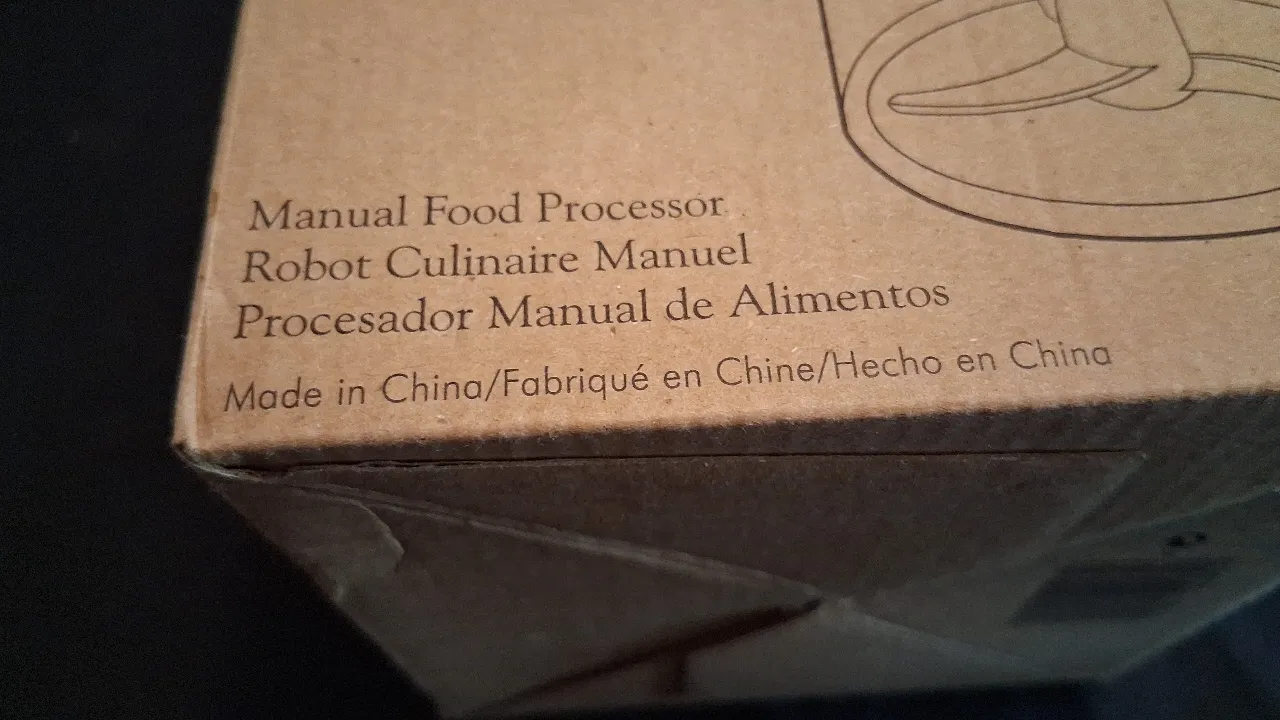 Manual Food Processor
Robot Culinaire Manuel
Procesador Manual de Alimentos
Made in China/Fabriqué en Chine/Hecho en China